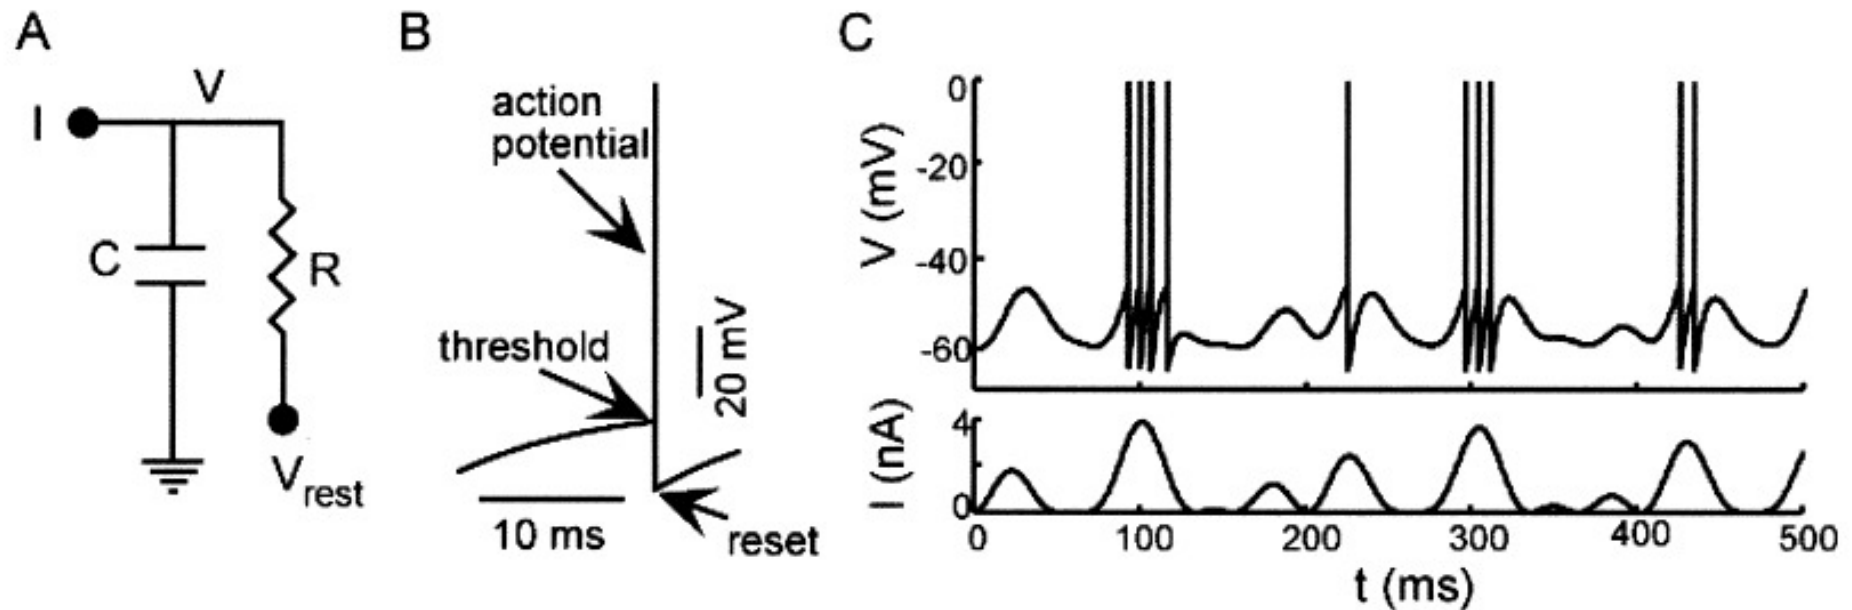 A
I
V
C
R
V_rest
B
action
potential
threshold
20 mV
10 ms
reset
C
V (mV)
0
-20
-40
-60
I (nA)
4
0
0 100 200 300 400 500
t (ms)